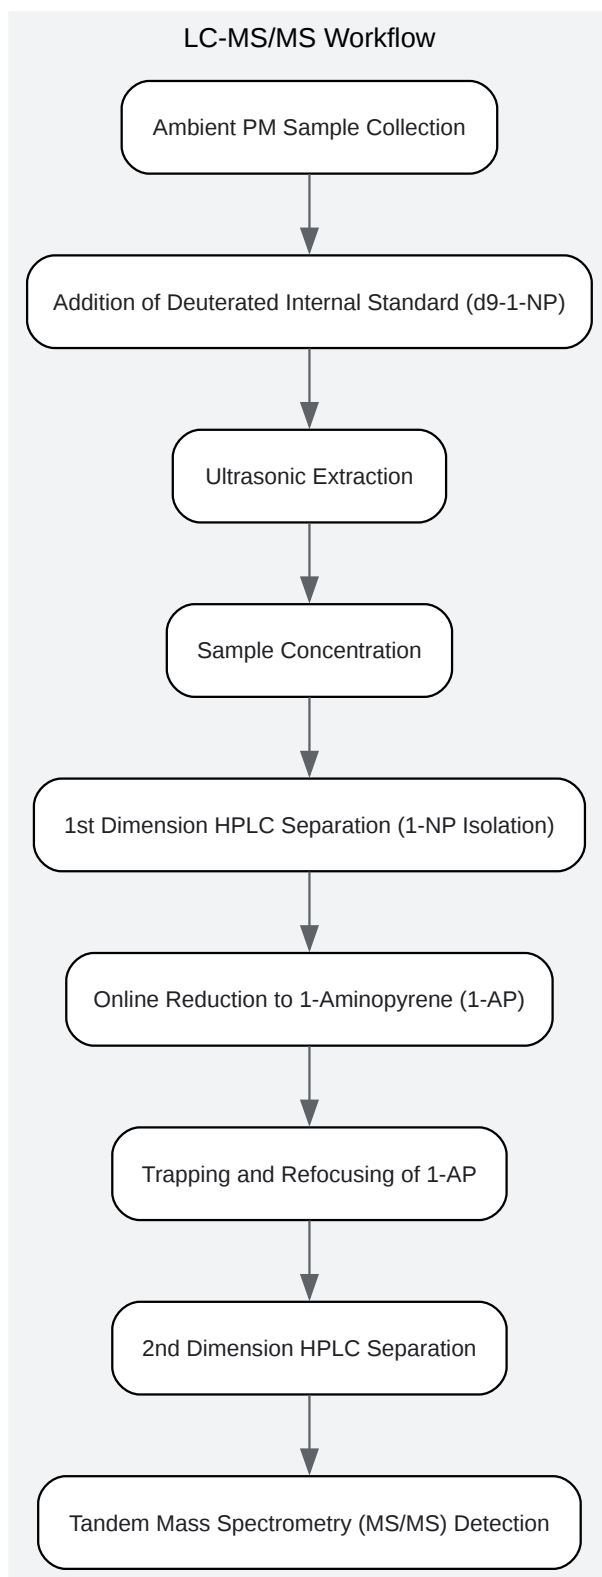 LC-MS/MS Workflow
Ambient PM Sample Collection
Addition of Deuterated Internal Standard (d9-1-NP)
Ultrasonic Extraction
Sample Concentration
1st Dimension HPLC Separation (1-NP Isolation)
Online Reduction to 1-Aminopyrene (1-AP)
Trapping and Refocusing of 1-AP
2nd Dimension HPLC Separation
Tandem Mass Spectrometry (MS/MS) Detection